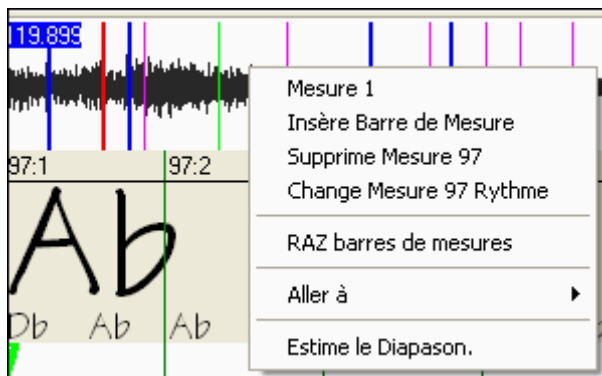 119.899
Mesure 1
Insère Barre de Mesure
Supprime Mesure 97
Change Mesure 97 Rythme
RAZ barres de mesures
Aller à
Estime le Diapason.
97:1 97:2
Ab
Db Ab Ab